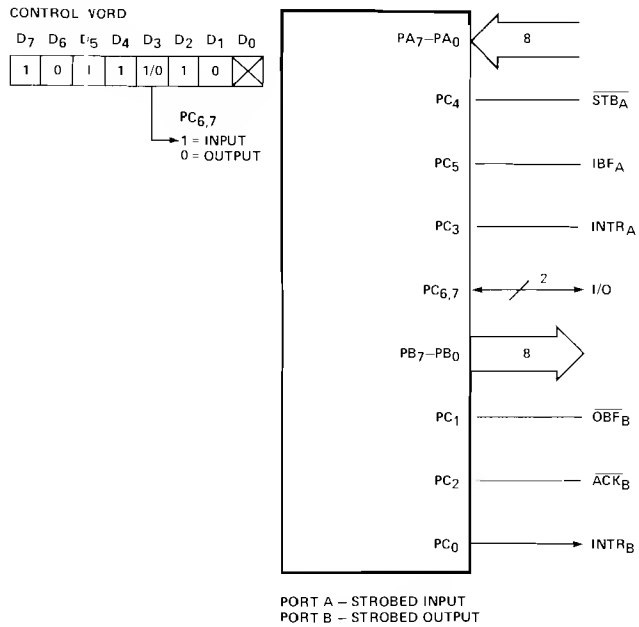 CONTROL VORD
D7 D6 D5 D4 D3 D2 D1 D0
1 0 I 1 1/0 1 0
PC6,7
1 = INPUT
0 = OUTPUT
PA7–PA0
8
PC4
STBA
PC5
IBFA
PC3
INTRA
PC6,7
2
I/O
PB7–PB0
8
PC1
OBFB
PC2
ACKB
PC0
INTRB
PORT A – STROBED INPUT
PORT B – STROBED OUTPUT